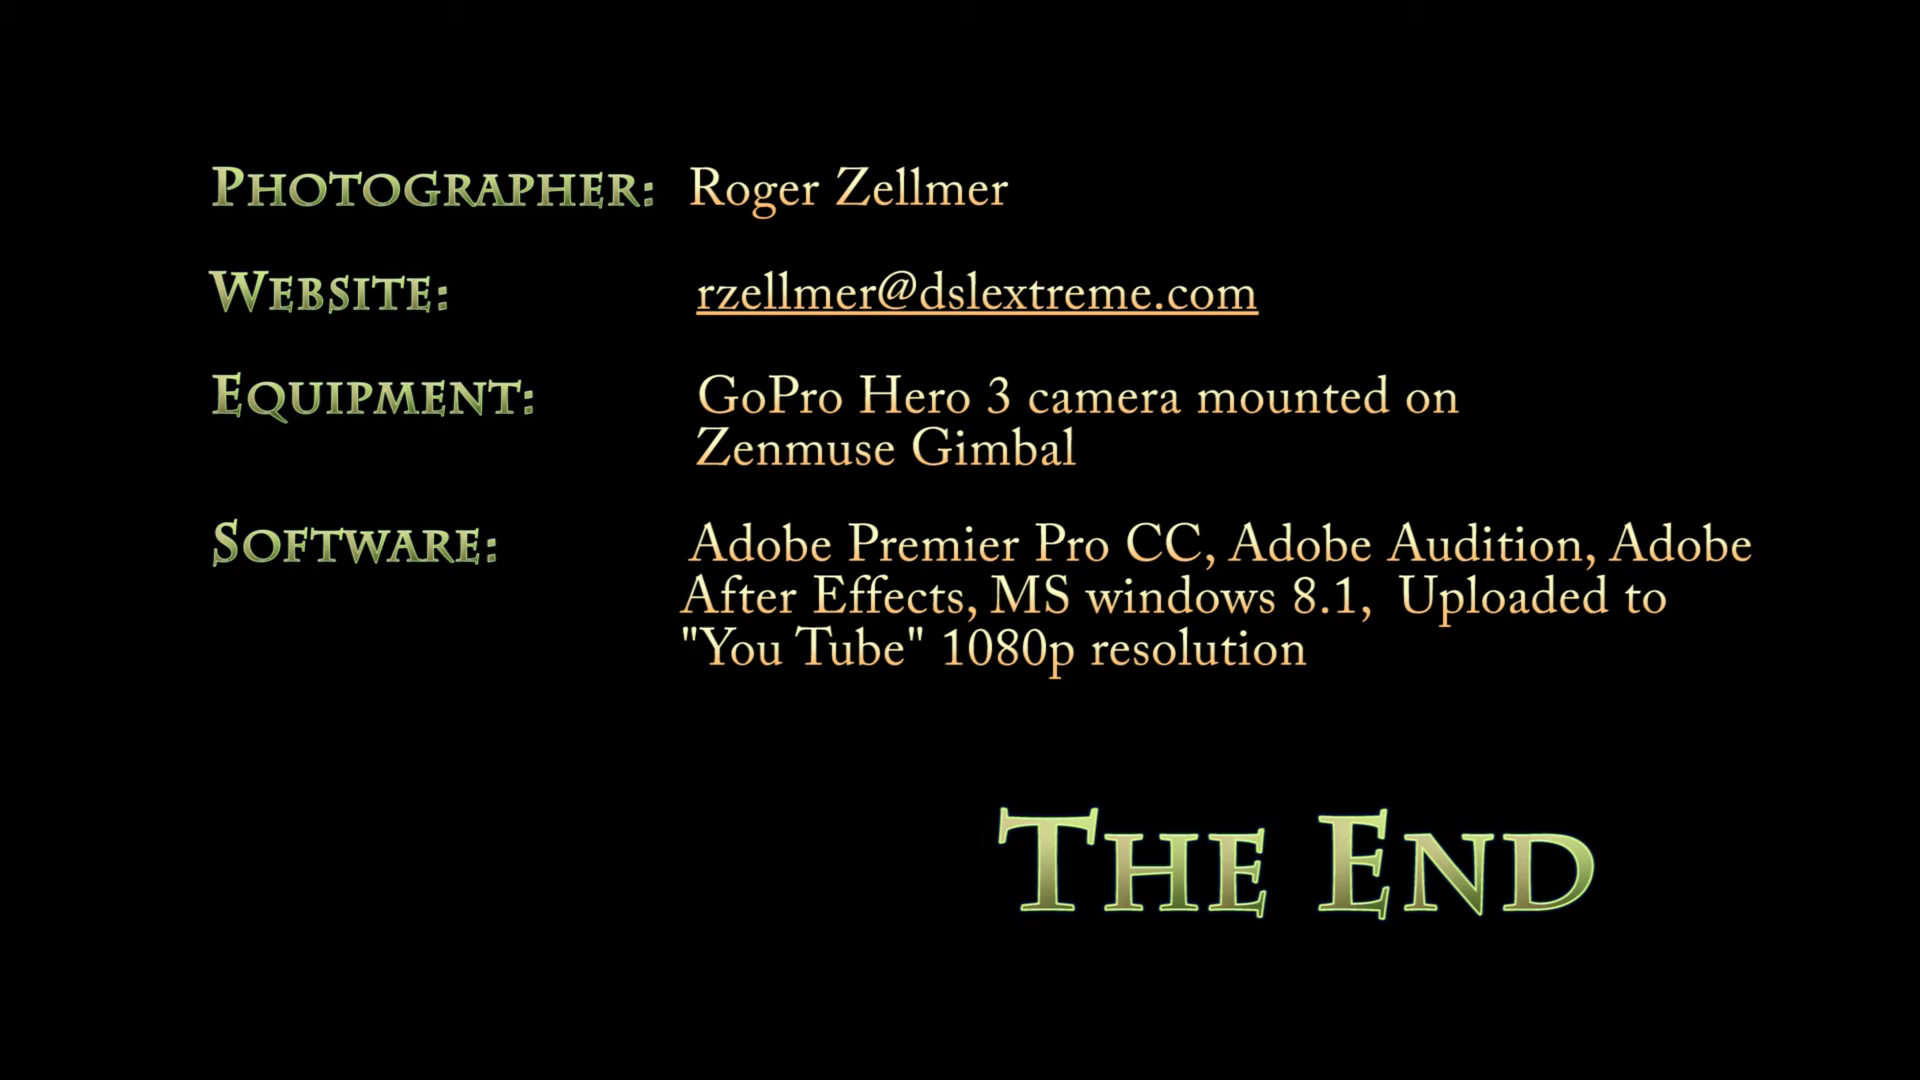 Photographer: Roger Zellmer
Website: rzellmer@dslextreme.com
Equipment: GoPro Hero 3 camera mounted on
Zenmuse Gimbal
Software: Adobe Premier Pro CC, Adobe Audition, Adobe
After Effects, MS windows 8.1, Uploaded to
"You Tube" 1080p resolution
The End